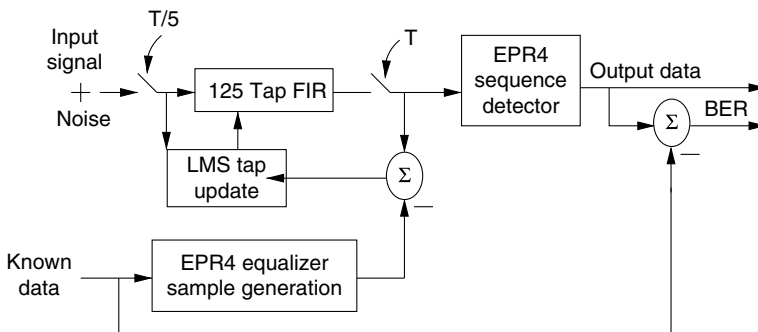 T/5
Input
signal
+
Noise
125 Tap FIR
T
EPR4
sequence
detector
Output data
BER
Σ
—
LMS tap
update
Σ
—
Known
data
EPR4 equalizer
sample generation